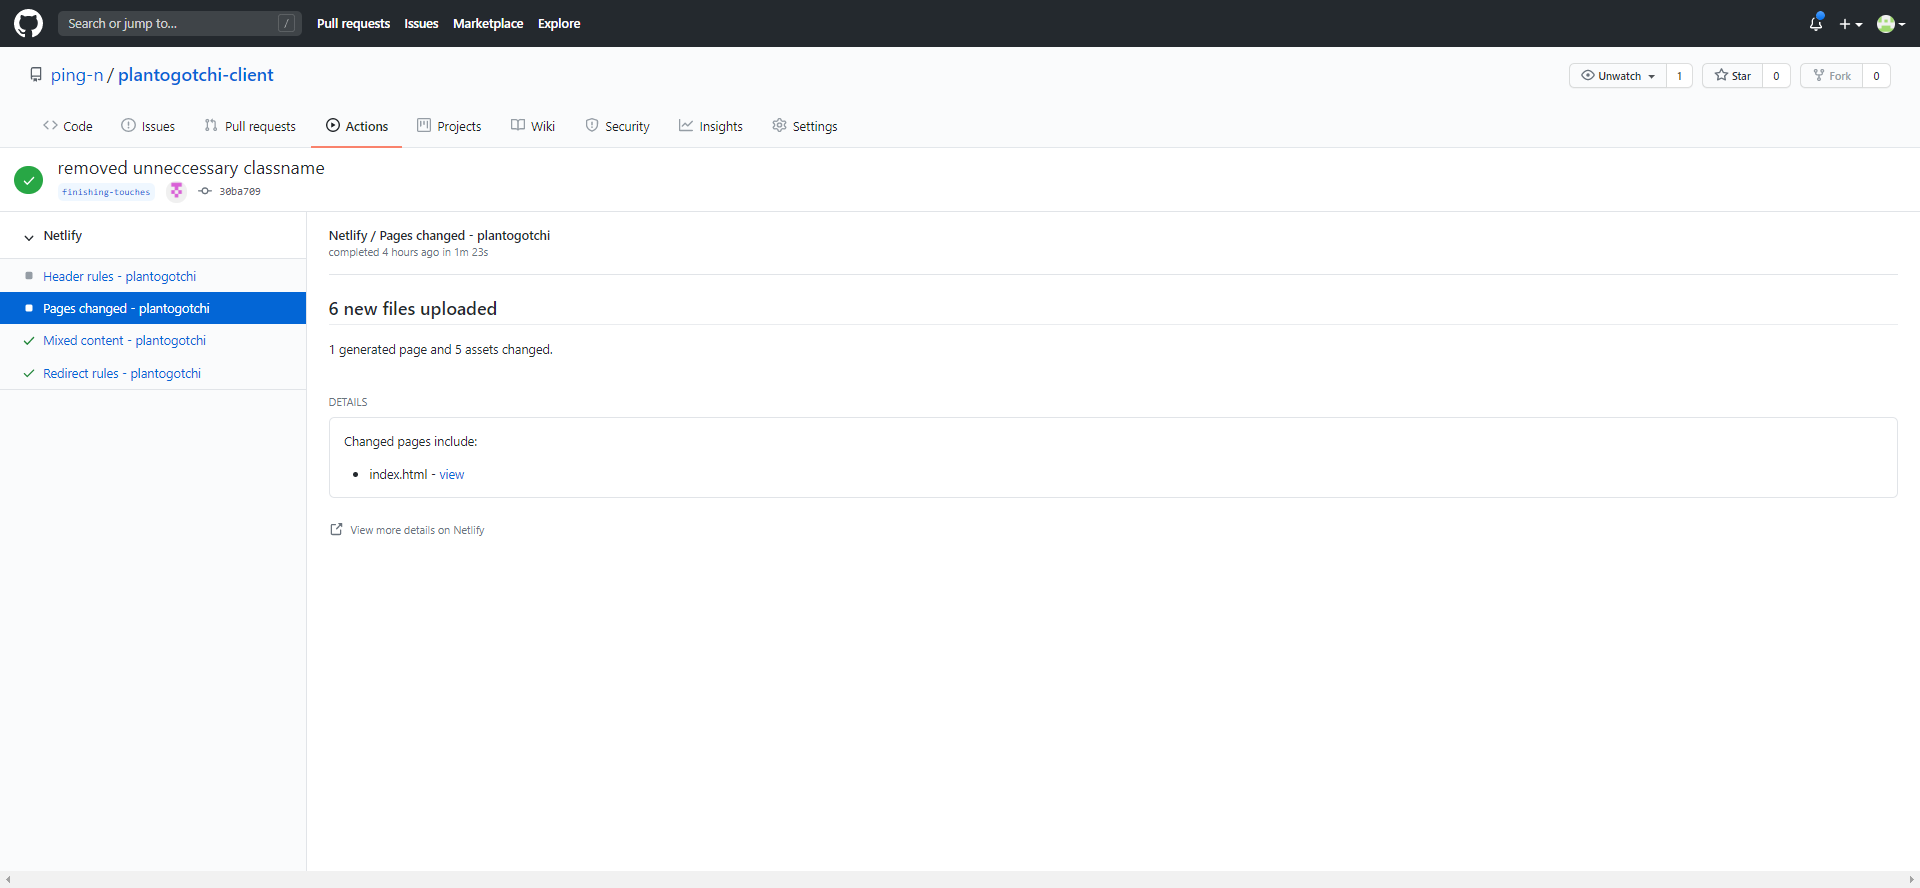 Search or jump to... /
Pull requests Issues Marketplace Explore
ping-n / plantogotchi-client
Unwatch 1 Star 0 Fork 0
Code Issues Pull requests Actions Projects Wiki Security Insights Settings
removed unneccessary classname
finishing-touches 30ba709
Netlify
Header rules - plantogotchi
Pages changed - plantogotchi
Mixed content - plantogotchi
Redirect rules - plantogotchi
Netlify / Pages changed - plantogotchi
completed 4 hours ago in 1m 23s
6 new files uploaded
1 generated page and 5 assets changed.
DETAILS
Changed pages include:
• index.html - view
View more details on Netlify